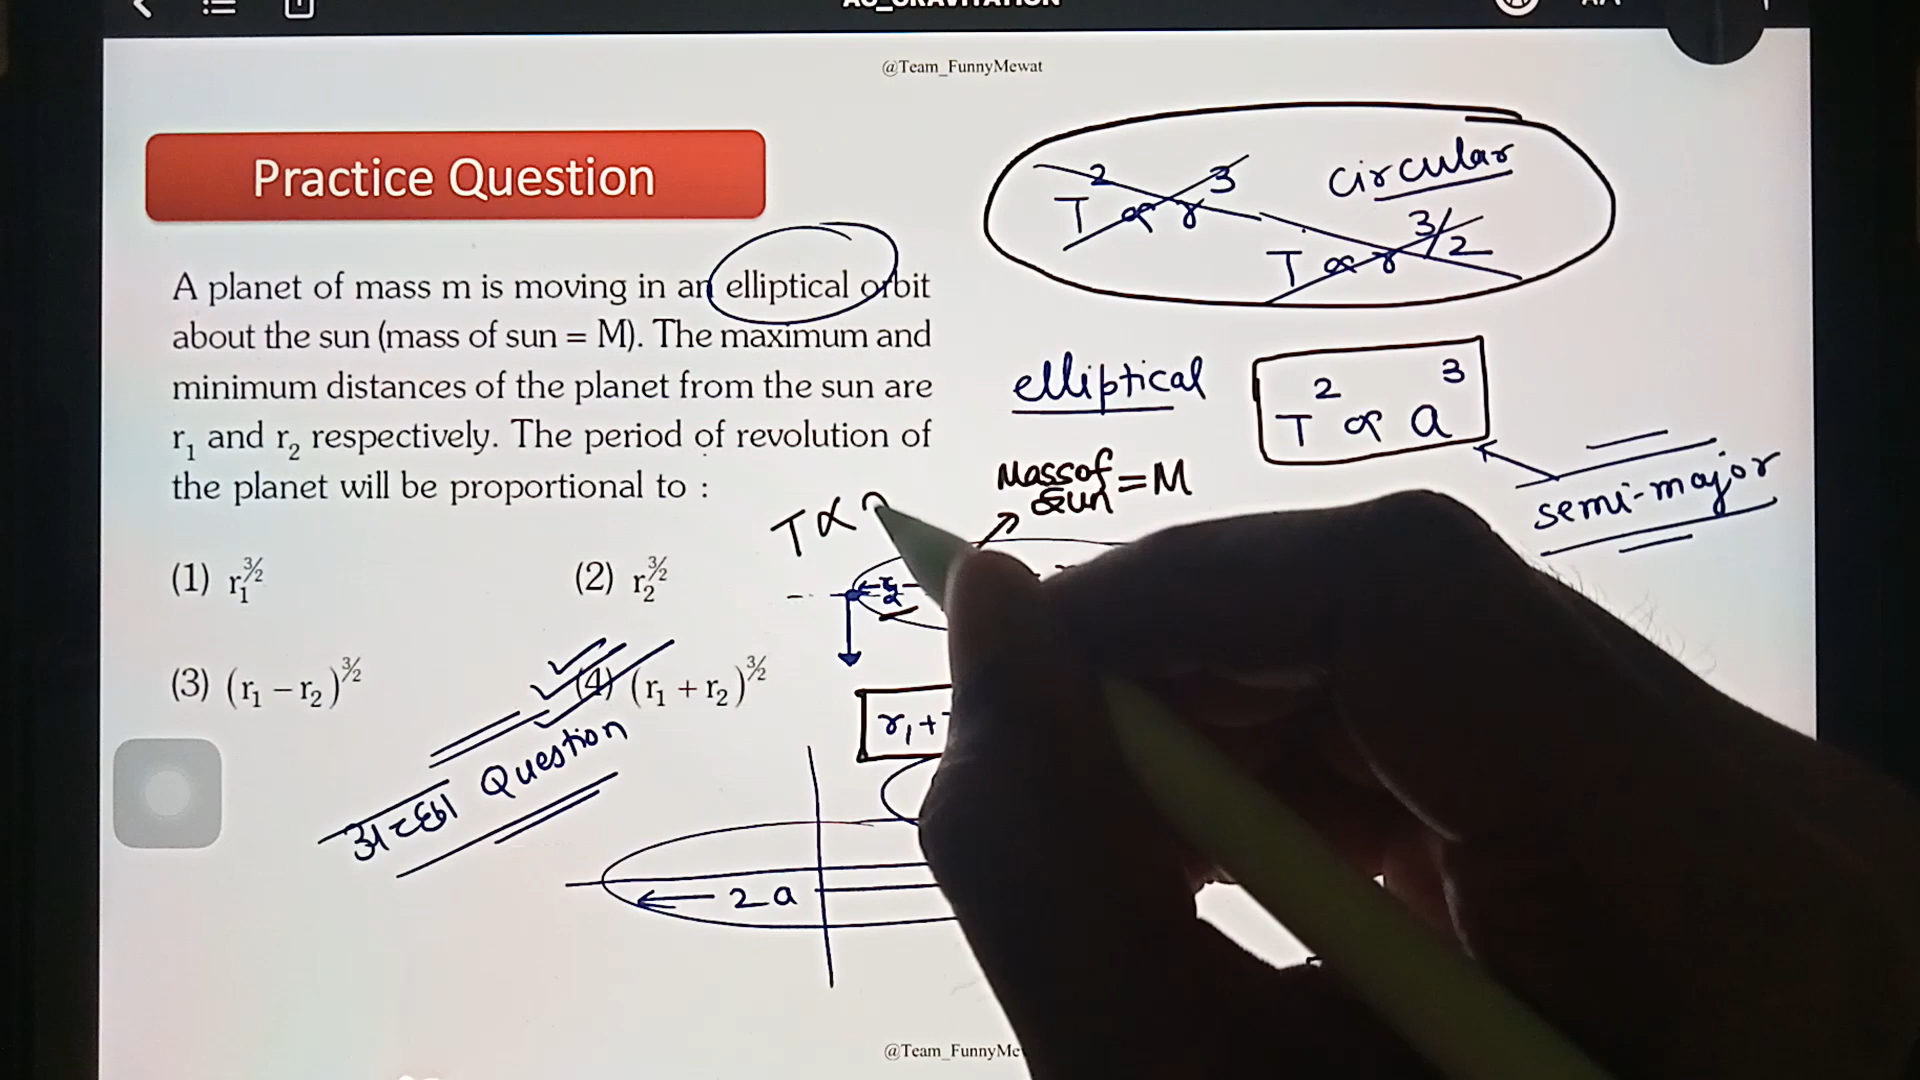 @Team_FunnyMewat
Practice Question
A planet of mass m is moving in an elliptical orbit
about the sun (mass of sun = M). The maximum and
minimum distances of the planet from the sun are
r₁ and r₂ respectively. The period of revolution of
the planet will be proportional to :
(1) r₁^3/2
(2) r₂^3/2
(3) (r₁ – r₂)^3/2
(4) (r₁ + r₂)^3/2
अच्छा Question
T² ∝ r³
circular
T ∝ r^3/2
elliptical
T² ∝ a³
semi-major
Mass of
Sun = M
T ∝
r₂
r₁+
2a
@Team_FunnyMe